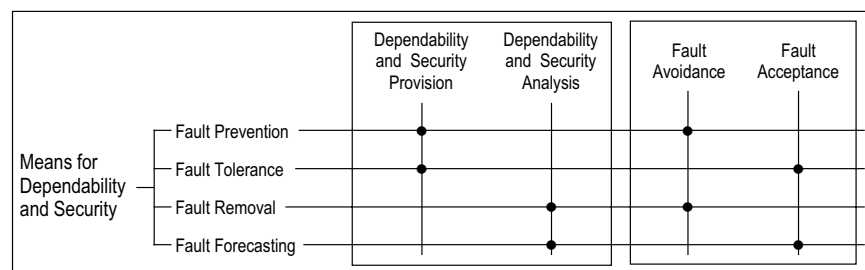 Dependability
and Security
Provision
Dependability
and Security
Analysis
Fault
Avoidance
Fault
Acceptance
Means for
Dependability
and Security
Fault Prevention
Fault Tolerance
Fault Removal
Fault Forecasting